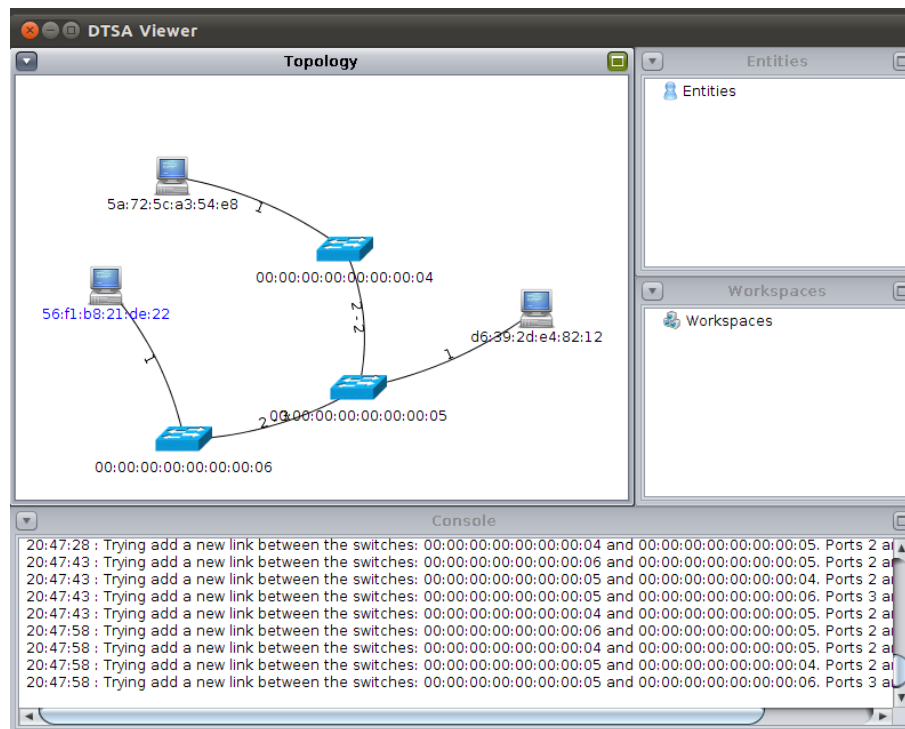 DTSA Viewer
Topology
Entities
Entities
5a:72:5c:a3:54:e8
1
00:00:00:00:00:00:00:04
Workspaces
56:f1:b8:21:de:22
2 - 2
Workspaces
d6:39:2d:e4:82:12
1
1
00:00:00:00:00:00:00:05
2
00:00:00:00:00:00:00:06
Console
20:47:28 : Trying add a new link between the switches: 00:00:00:00:00:00:00:04 and 00:00:00:00:00:00:00:05. Ports 2
20:47:43 : Trying add a new link between the switches: 00:00:00:00:00:00:00:06 and 00:00:00:00:00:00:00:05. Ports 2
20:47:43 : Trying add a new link between the switches: 00:00:00:00:00:00:00:05 and 00:00:00:00:00:00:00:04. Ports 2
20:47:43 : Trying add a new link between the switches: 00:00:00:00:00:00:00:05 and 00:00:00:00:00:00:00:06. Ports 3
20:47:43 : Trying add a new link between the switches: 00:00:00:00:00:00:00:04 and 00:00:00:00:00:00:00:05. Ports 2
20:47:58 : Trying add a new link between the switches: 00:00:00:00:00:00:00:06 and 00:00:00:00:00:00:00:05. Ports 2
20:47:58 : Trying add a new link between the switches: 00:00:00:00:00:00:00:04 and 00:00:00:00:00:00:00:05. Ports 2
20:47:58 : Trying add a new link between the switches: 00:00:00:00:00:00:00:05 and 00:00:00:00:00:00:00:04. Ports 2
20:47:58 : Trying add a new link between the switches: 00:00:00:00:00:00:00:05 and 00:00:00:00:00:00:00:06. Ports 3